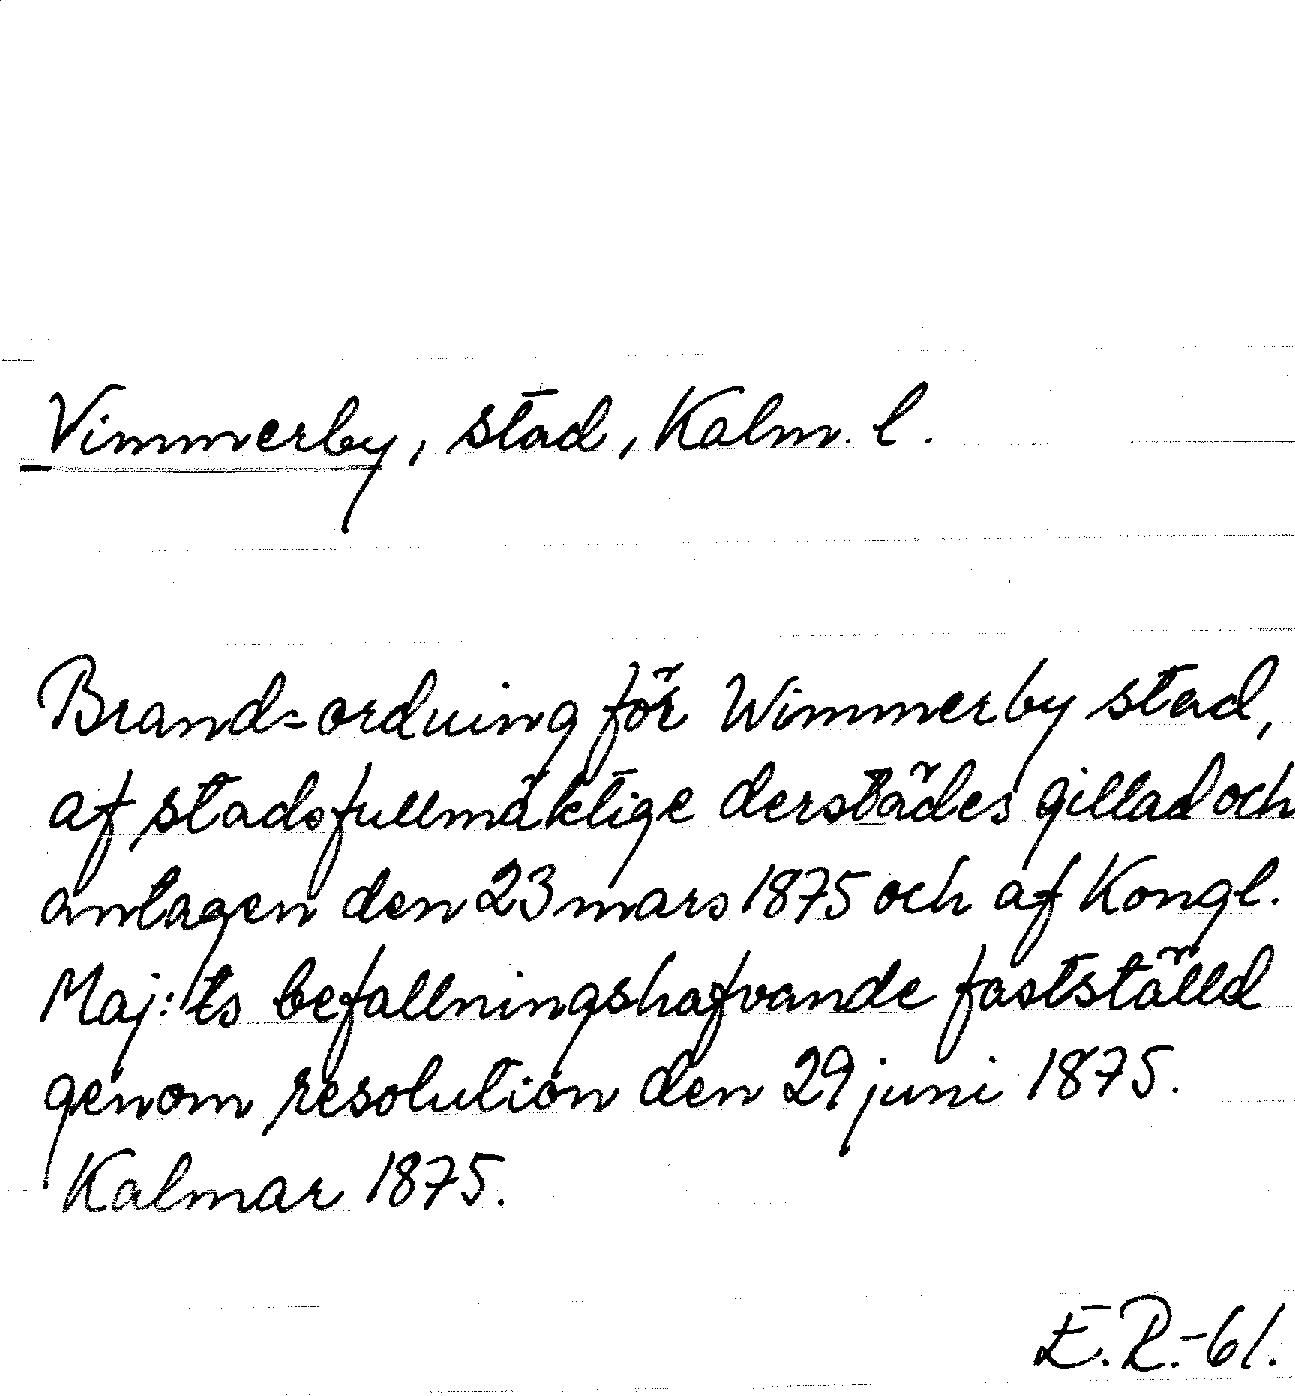 Vimmerby, stad, Kalm. l.
Brand=ordning för Wimmerby stad,
af stadsfullmäktige derstädes gillad och
antagen den 23 mars 1875 och af Kongl.
Maj:ts befallningshafvande fastställd
genom resolution den 29 juni 1875.
Kalmar 1875.
E.R.-61.